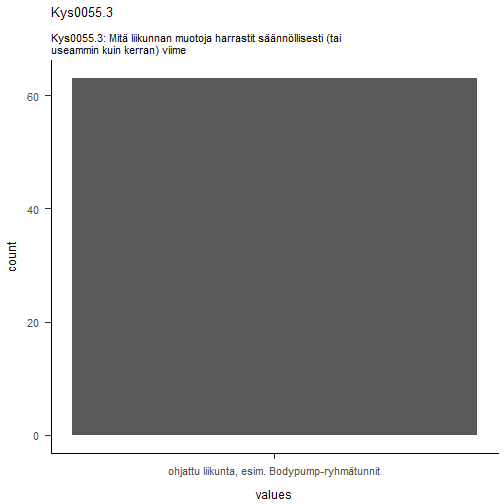 Kys0055.3
Kys0055.3: Mitä liikunnan muotoja harrastit säännöllisesti (tai
useammin kuin kerran) viime
60
40
20
0
count
ohjattu liikunta, esim. Bodypump-ryhmätunnit
values